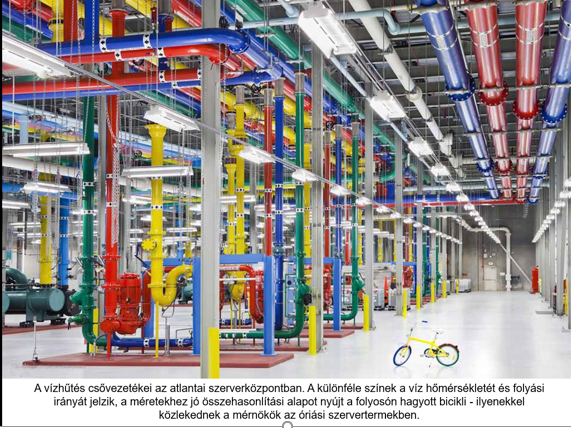 A vízhűtés csővezetékei az atlantai szerverközpontban. A különféle színek a víz hőmérsékletét és folyási
irányát jelzik, a méretekhez jó összehasonlítási alapot nyújt a folyosón hagyott bicikli - ilyenekkel
közlekednek a mérnökök az óriási szervertermekben.